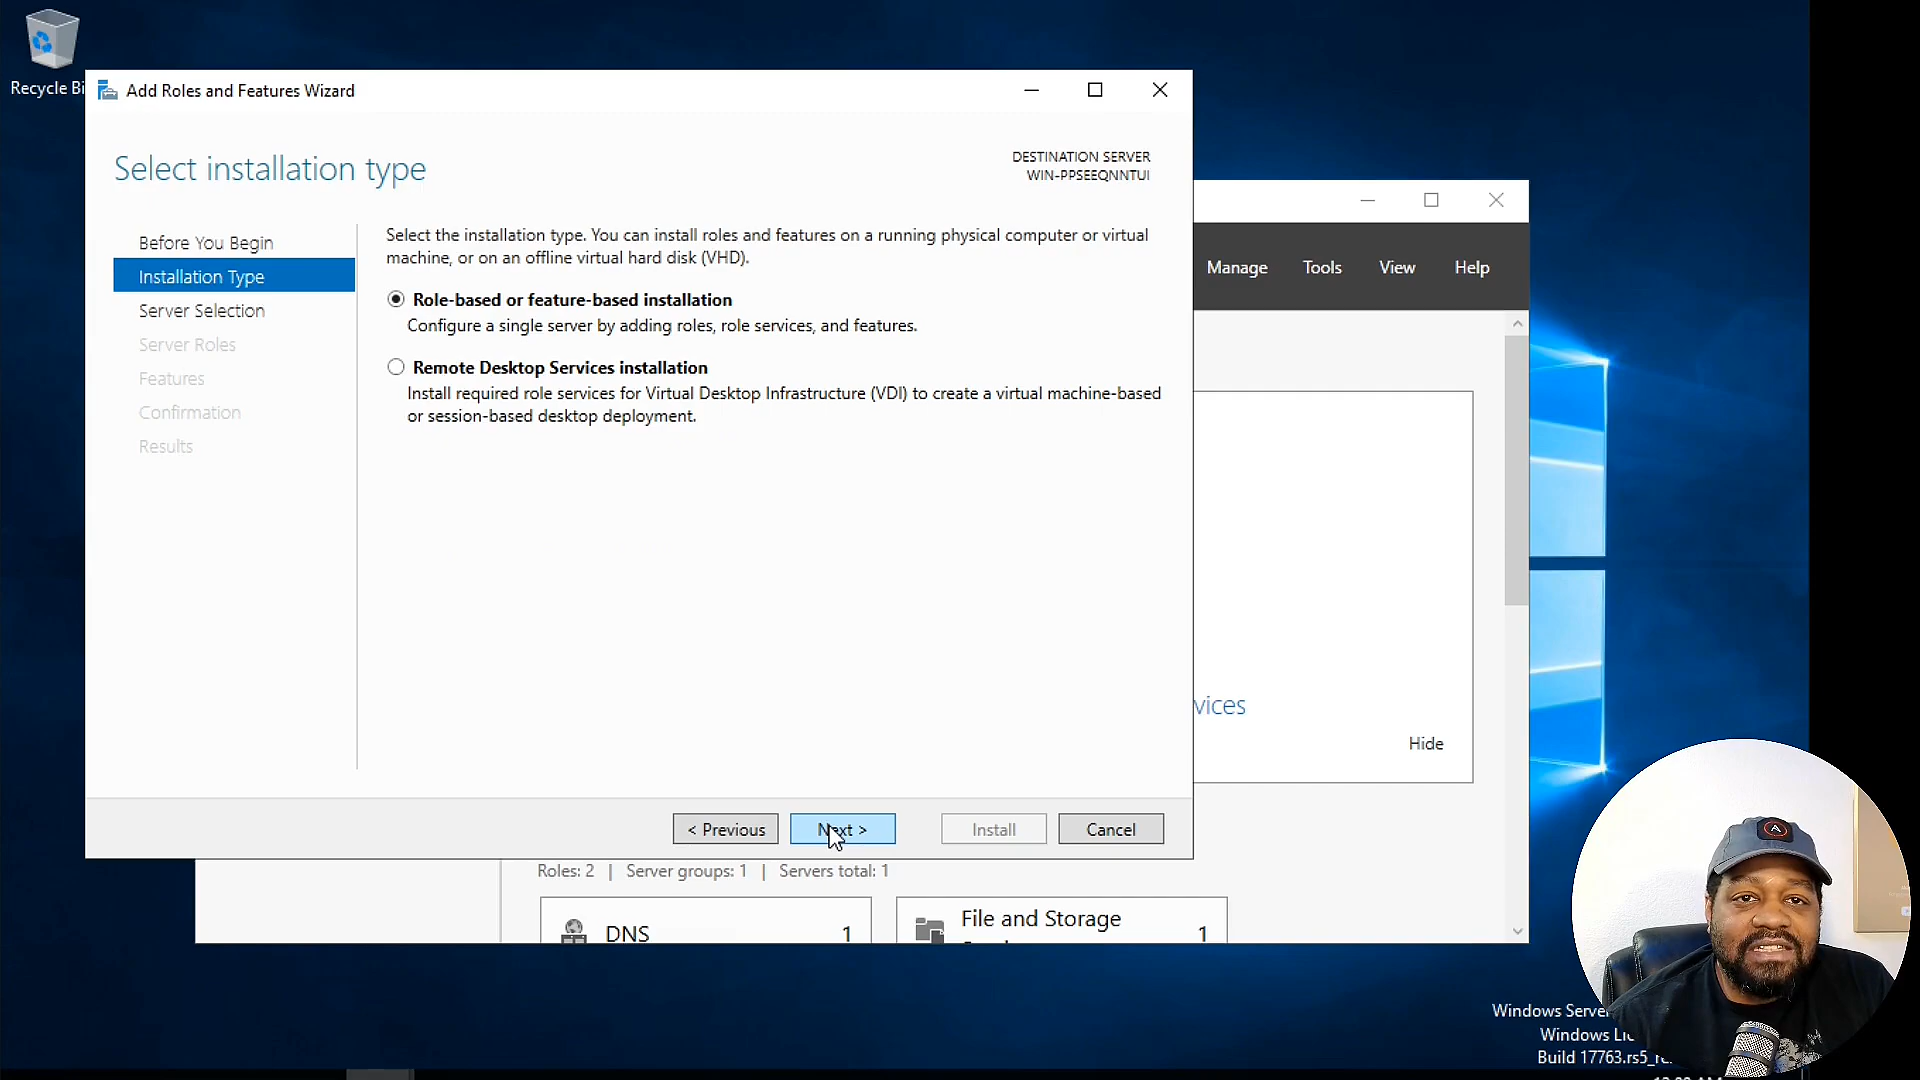 Recycle Bi
Add Roles and Features Wizard
Select installation type
DESTINATION SERVER
WIN-PPSEEQNNTUI
Before You Begin
Installation Type
Server Selection
Server Roles
Features
Confirmation
Results
Select the installation type. You can install roles and features on a running physical computer or virtual
machine, or on an offline virtual hard disk (VHD).
Role-based or feature-based installation
Configure a single server by adding roles, role services, and features.
Remote Desktop Services installation
Install required role services for Virtual Desktop Infrastructure (VDI) to create a virtual machine-based
or session-based desktop deployment.
< Previous
Next >
Install
Cancel
Manage
Tools
View
Help
vices
Hide
Roles: 2 | Server groups: 1 | Servers total: 1
DNS 1
File and Storage 1
Windows Server
Windows Lic
Build 17763.rs5_r